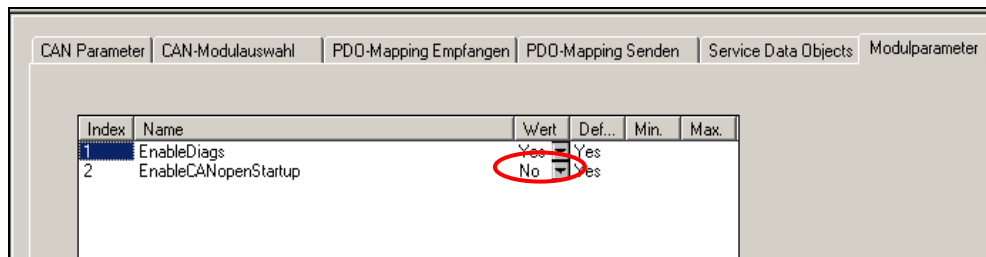 CAN Parameter CAN-Modulauswahl PDO-Mapping Empfangen PDO-Mapping Senden Service Data Objects Modulparameter
Index Name Wert Def... Min. Max.
1 EnableDiags Yes Yes
2 EnableCANopenStartup No Yes